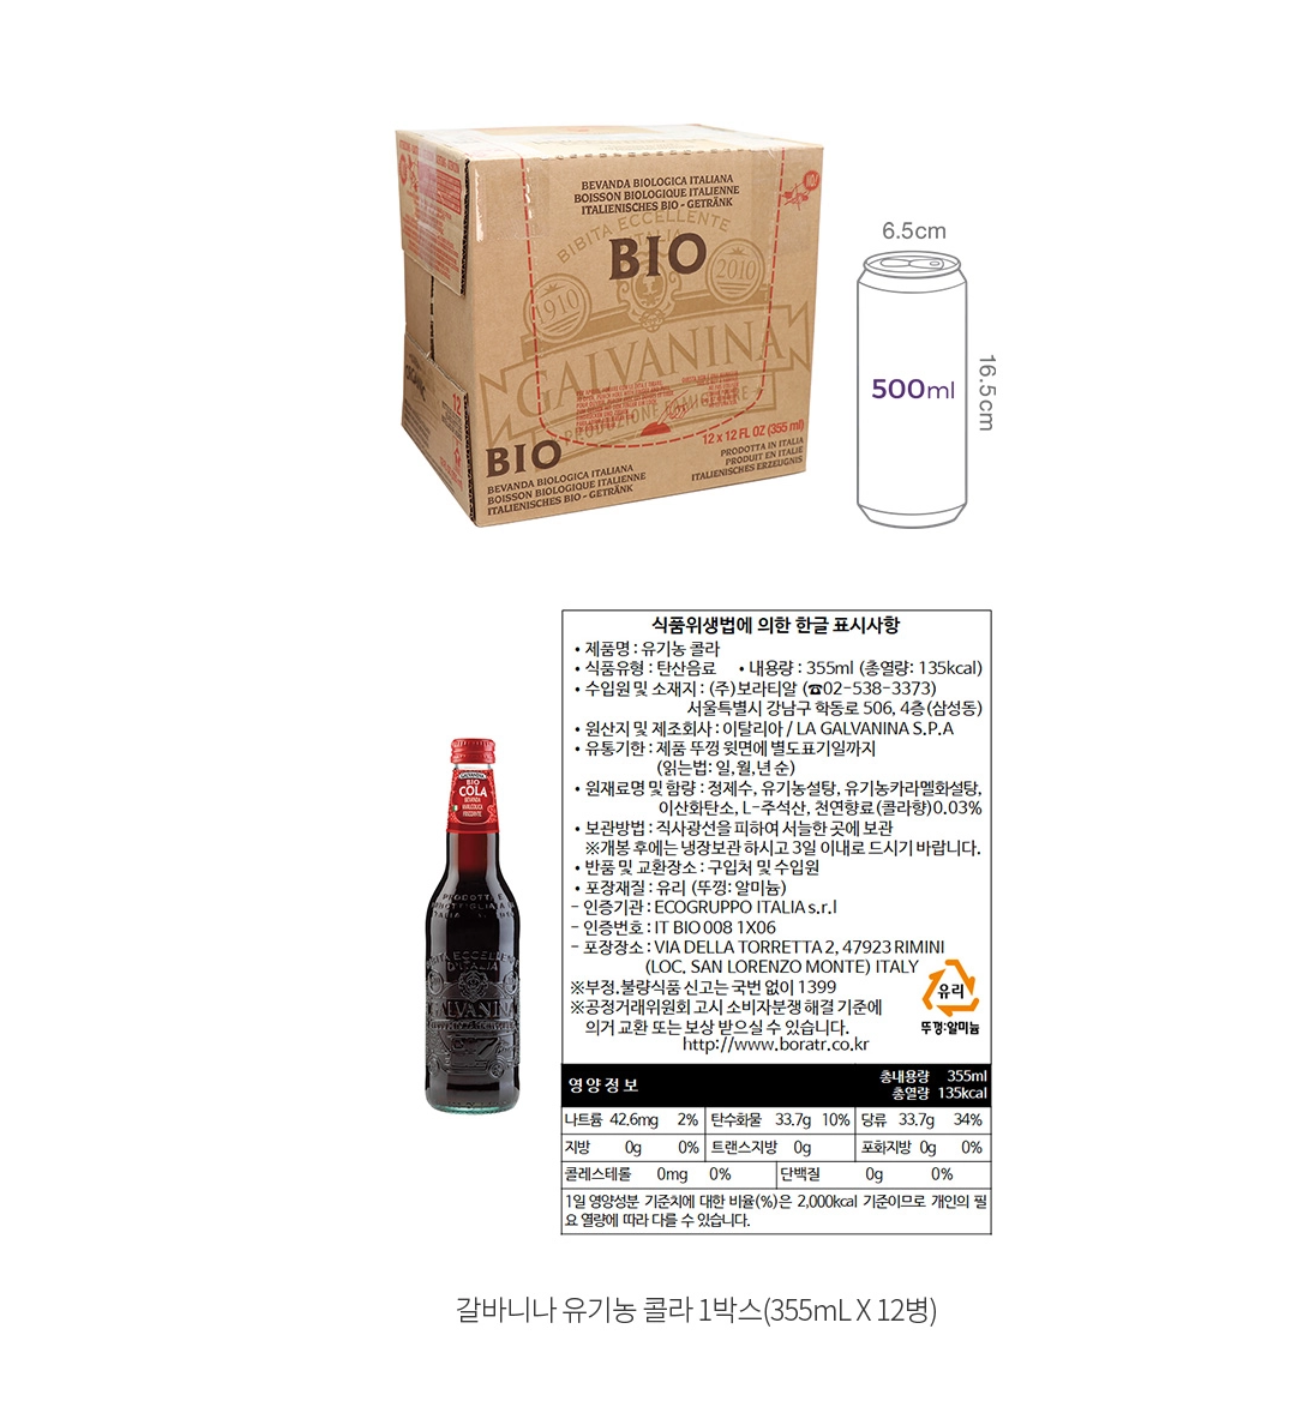 BEVANDA BIOLOGICA ITALIANA
BOISSON BIOLOGIQUE ITALIENNE
ITALIENISCHES BIO - GETRÄNK
BIBITA ECCELLENTE
D'ITALIA
BIO
1910
2010
GALVANINA
PRODUZIONE FAMIGLIARE
12 x 12 FL OZ (355 ml)
PRODOTTA IN ITALIA
PRODUIT EN ITALIE
ITALIENISCHES ERZEUGNIS
BIO
BEVANDA BIOLOGICA ITALIANA
BOISSON BIOLOGIQUE ITALIENNE
ITALIENISCHES BIO - GETRÄNK
12
6.5cm
500ml
16.5cm
식품위생법에 의한 한글 표시사항
• 제품명 : 유기농 콜라
• 식품유형 : 탄산음료 • 내용량 : 355ml (총열량: 135kcal)
• 수입원 및 소재지 : (주)보라티알 (☎02-538-3373)
서울특별시 강남구 학동로 506, 4층(삼성동)
• 원산지 및 제조회사 : 이탈리아 / LA GALVANINA S.P.A
• 유통기한 : 제품 뚜껑 윗면에 별도표기일까지
(읽는법: 일,월,년 순)
• 원재료명 및 함량 : 정제수, 유기농설탕, 유기농카라멜화설탕,
이산화탄소, L-주석산, 천연향료(콜라향)0.03%
• 보관방법 : 직사광선을 피하여 서늘한 곳에 보관
※개봉 후에는 냉장보관 하시고 3일 이내로 드시기 바랍니다.
• 반품 및 교환장소 : 구입처 및 수입원
• 포장재질 : 유리 (뚜껑: 알미늄)
- 인증기관 : ECOGRUPPO ITALIA s.r.l
- 인증번호 : IT BIO 008 1X06
- 포장장소 : VIA DELLA TORRETTA 2, 47923 RIMINI
(LOC. SAN LORENZO MONTE) ITALY
※부정.불량식품 신고는 국번 없이 1399
※공정거래위원회 고시 소비자분쟁 해결 기준에
의거 교환 또는 보상 받으실 수 있습니다.
http://www.boratr.co.kr
유리
뚜껑:알미늄
영양정보
총내용량 355ml
총열량 135kcal
나트륨 42.6mg 2% 탄수화물 33.7g 10% 당류 33.7g 34%
지방 0g 0% 트랜스지방 0g 포화지방 0g 0%
콜레스테롤 0mg 0% 단백질 0g 0%
1일 영양성분 기준치에 대한 비율(%)은 2,000kcal 기준이므로 개인의 필
요 열량에 따라 다를 수 있습니다.
BIO
COLA
BEVANDA
ANALCOLICA
FRIZZANTE
BIBITA ECCELLENTE
D'ITALIA
GALVANINA
갈바니나 유기농 콜라 1박스(355mL X 12병)